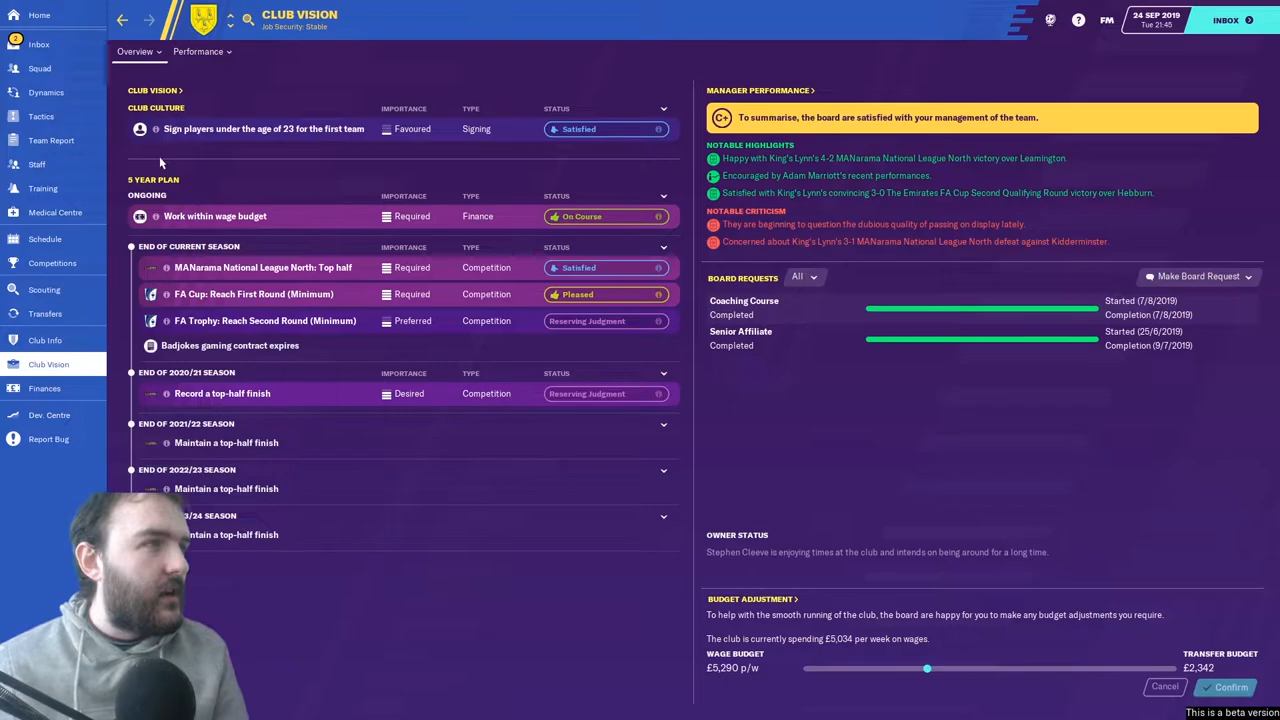 Home
2
Inbox
Squad
Dynamics
Tactics
Team Report
Staff
Training
Medical Centre
Schedule
Competitions
Scouting
Transfers
Club Info
Club Vision
Finances
Dev. Centre
Report Bug
CLUB VISION
Job Security: Stable
? FM 24 SEP 2019
Tue 21:45
INBOX
Overview Performance
CLUB VISION >
CLUB CULTURE IMPORTANCE TYPE STATUS
Sign players under the age of 23 for the first team Favoured Signing Satisfied
5 YEAR PLAN
ONGOING IMPORTANCE TYPE STATUS
Work within wage budget Required Finance On Course
END OF CURRENT SEASON IMPORTANCE TYPE STATUS
MANarama National League North: Top half Required Competition Satisfied
FA Cup: Reach First Round (Minimum) Required Competition Pleased
FA Trophy: Reach Second Round (Minimum) Preferred Competition Reserving Judgment
Badjokes gaming contract expires
END OF 2020/21 SEASON IMPORTANCE TYPE STATUS
Record a top-half finish Desired Competition Reserving Judgment
END OF 2021/22 SEASON
Maintain a top-half finish
END OF 2022/23 SEASON
Maintain a top-half finish
3/24 SEASON
ntain a top-half finish
MANAGER PERFORMANCE >
C+ To summarise, the board are satisfied with your management of the team.
NOTABLE HIGHLIGHTS
Happy with King's Lynn's 4-2 MANarama National League North victory over Leamington.
Encouraged by Adam Marriott's recent performances.
Satisfied with King's Lynn's convincing 3-0 The Emirates FA Cup Second Qualifying Round victory over Hebburn.
NOTABLE CRITICISM
They are beginning to question the dubious quality of passing on display lately.
Concerned about King's Lynn's 3-1 MANarama National League North defeat against Kidderminster.
BOARD REQUESTS All Make Board Request
Coaching Course Started (7/8/2019)
Completed Completion (7/8/2019)
Senior Affiliate Started (25/6/2019)
Completed Completion (9/7/2019)
OWNER STATUS
Stephen Cleeve is enjoying times at the club and intends on being around for a long time.
BUDGET ADJUSTMENT >
To help with the smooth running of the club, the board are happy for you to make any budget adjustments you require.
The club is currently spending £5,034 per week on wages.
WAGE BUDGET TRANSFER BUDGET
£5,290 p/w £2,342
Cancel Confirm
This is a beta version